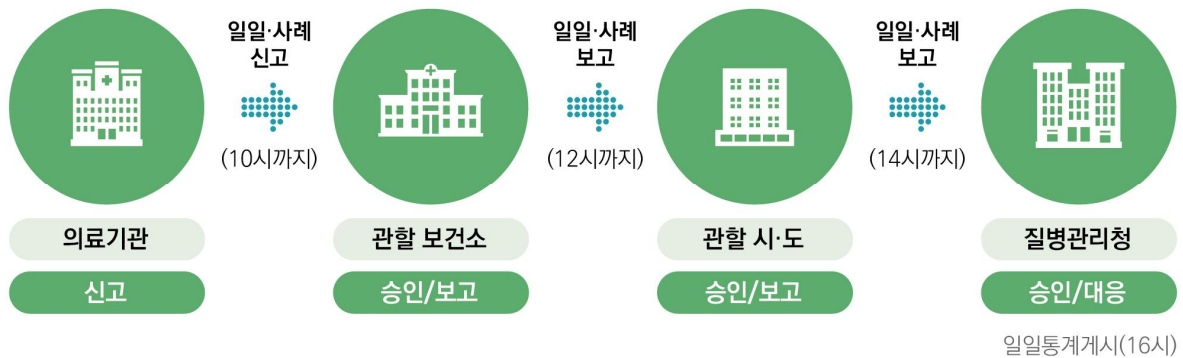 일일·사례
신고
(10시까지)
일일·사례
보고
(12시까지)
일일·사례
보고
(14시까지)
의료기관
관할 보건소
관할 시·도
질병관리청
신고
승인/보고
승인/보고
승인/대응
일일통계게시(16시)